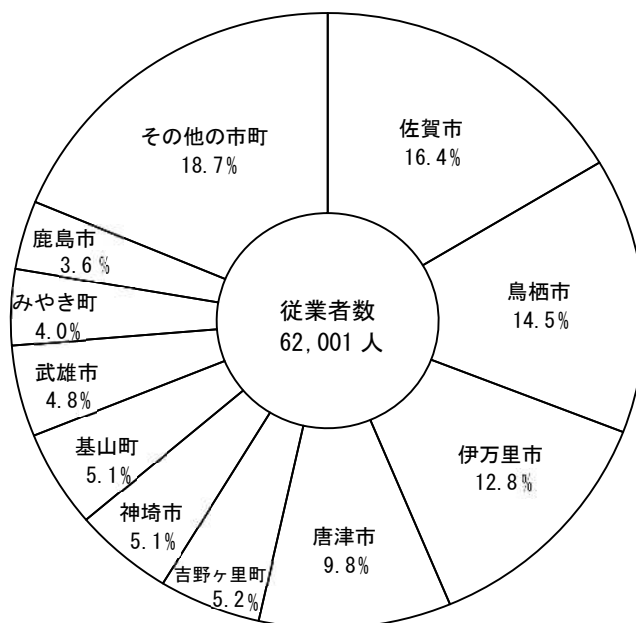 佐賀市
16.4%
鳥栖市
14.5%
伊万里市
12.8%
唐津市
9.8%
吉野ヶ里町
5.2%
神埼市
5.1%
基山町
5.1%
武雄市
4.8%
みやき町
4.0%
鹿島市
3.6%
その他の市町
18.7%
従業者数
62,001 人